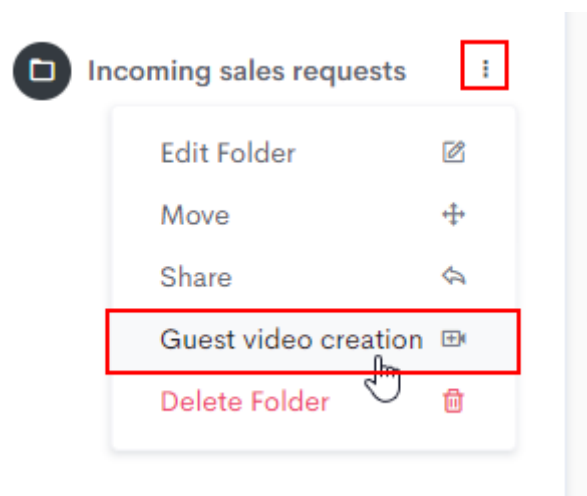 Incoming sales requests
Edit Folder
Move
Share
Guest video creation
Delete Folder